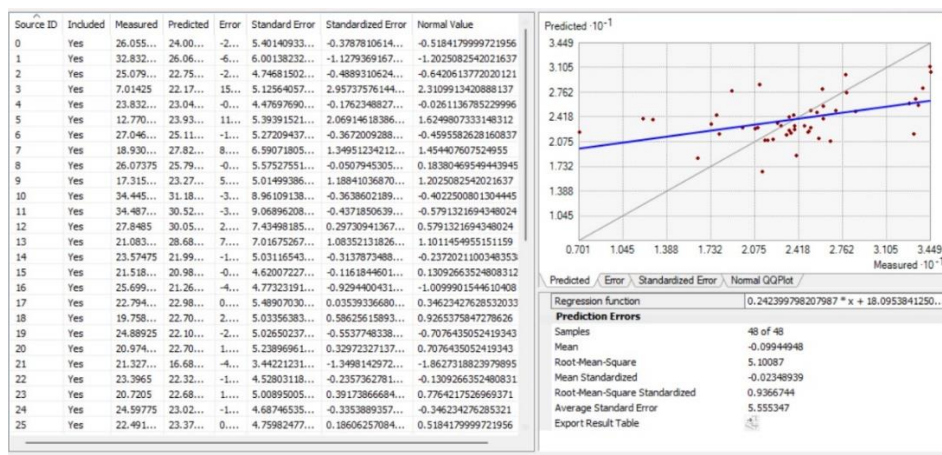 Source ID Included Measured Predicted Error Standard Error Standardized Error Normal Value
0 Yes 26.055... 24.00... -2... 5.40140933... -0.3787810614... -0.5184179999721956
1 Yes 32.832... 26.06... -6... 6.00138232... -1.1279369167... -1.2025082542021637
2 Yes 25.079... 22.75... -2... 4.74681502... -0.4889310624... -0.6420613772020121
3 Yes 7.01425 22.17... 15... 5.12564057... 2.95737576144... 2.3109913420888137
4 Yes 23.832... 23.04... -0... 4.47697690... -0.1762348827... -0.0261136785229996
5 Yes 12.770... 23.93... 11... 5.39391521... 2.06914618386... 1.6249807333148312
6 Yes 27.046... 25.11... -1... 5.27209437... -0.3672009288... -0.4595582628160837
7 Yes 18.930... 27.82... 8.... 6.59071805... 1.34951234212... 1.454407607524955
8 Yes 26.07375 25.79... -0... 5.57527551... -0.0507945305... 0.18380469549443945
9 Yes 17.315... 23.27... 5.... 5.01499386... 1.18841036870... 1.2025082542021637
10 Yes 34.445... 31.18... -3... 8.96109138... -0.3638602189... -0.4022500801304445
11 Yes 34.487... 30.52... -3... 9.06896208... -0.4371850639... -0.5791321694348024
12 Yes 27.8485 30.05... 2.... 7.43498185... 0.29730941367... 0.5791321694348024
13 Yes 21.083... 28.68... 7.... 7.01675267... 1.08352131826... 1.1011454955151159
14 Yes 23.57475 21.99... -1... 5.03116543... -0.3137873488... -0.2372021100348353
15 Yes 21.518... 20.98... -0... 4.62007227... -0.1161844601... 0.13092663524808312
16 Yes 25.699... 21.26... -4... 4.77323191... -0.9294400431... -1.0099901544610408
17 Yes 22.794... 22.98... 0.... 5.48907030... 0.03539336680... 0.34623427628532033
18 Yes 19.758... 22.70... 2.... 5.03356383... 0.58625615893... 0.9265375847278626
19 Yes 24.88925 22.10... -2... 5.02650237... -0.5537748338... -0.7076435052419343
20 Yes 20.974... 22.70... 1.... 5.23896961... 0.32972327137... 0.7076435052419343
21 Yes 21.327... 16.68... -4... 3.44221231... -1.3498142972... -1.8627318823979895
22 Yes 23.3965 22.32... -1... 4.52803118... -0.2357362781... -0.1309266352480831
23 Yes 20.7205 22.68... 1.... 5.00895005... 0.39173866684... 0.7764217526969371
24 Yes 24.59775 23.02... -1... 4.68746535... -0.3353889357... -0.346234276285321
25 Yes 22.491... 23.37... 0.... 4.75982477... 0.18606257084... 0.518417999721956
Predicted ·10⁻¹
3.449
3.105
2.762
2.418
2.075
1.732
1.388
1.045
0.701 1.045 1.388 1.732 2.075 2.418 2.762 3.105 3.449
Measured ·10⁻¹
Predicted Error Standardized Error Normal QQPlot
Regression function 0.242399798207987 * x + 18.0953841250...
Prediction Errors
Samples 48 of 48
Mean -0.09944948
Root-Mean-Square 5.10087
Mean Standardized -0.02348939
Root-Mean-Square Standardized 0.9366744
Average Standard Error 5.555347
Export Result Table